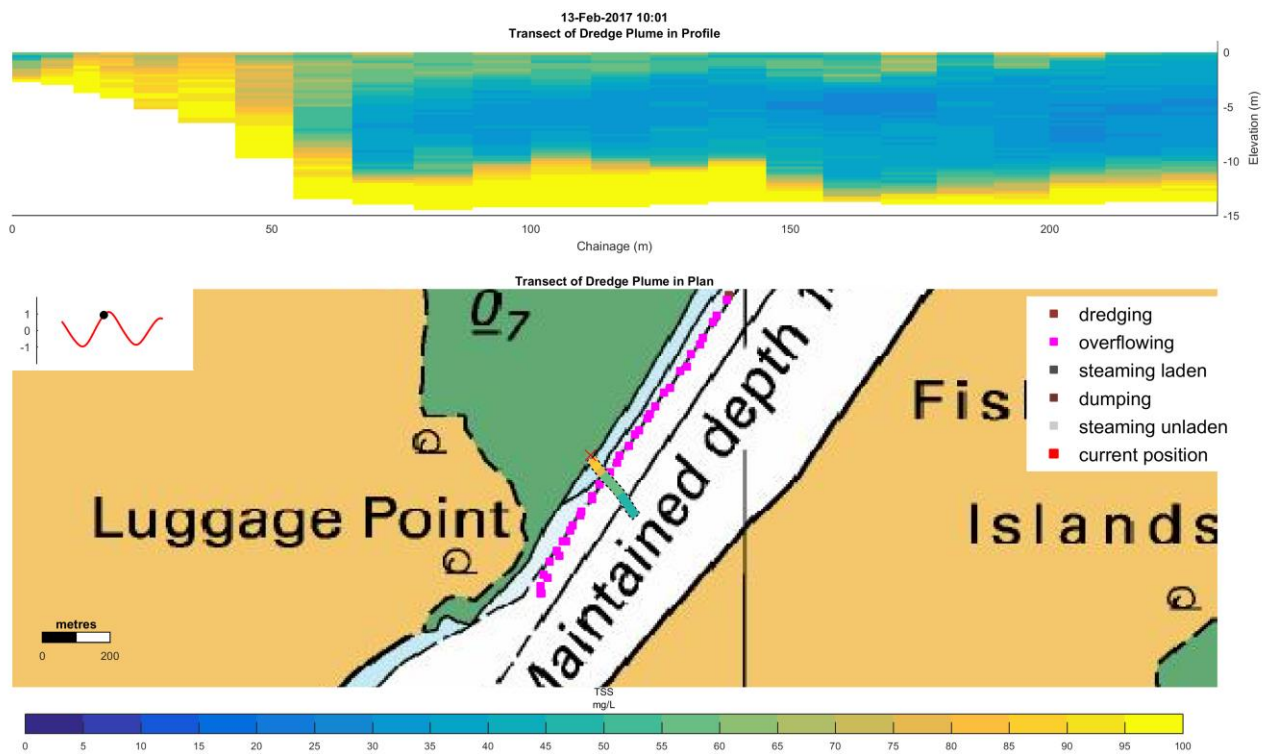 13-Feb-2017 10:01
Transect of Dredge Plume in Profile
0
-5
-10
-15
Elevation (m)
0 50 100 150 200
Chainage (m)
Transect of Dredge Plume in Plan
1
0
-1
0 7
dredging
overflowing
steaming laden
dumping
steaming unladen
current position
Fis
Luggage Point
Islands
Maintained depth 1
metres
0 200
TSS
mg/L
0 5 10 15 20 25 30 35 40 45 50 55 60 65 70 75 80 85 90 95 100